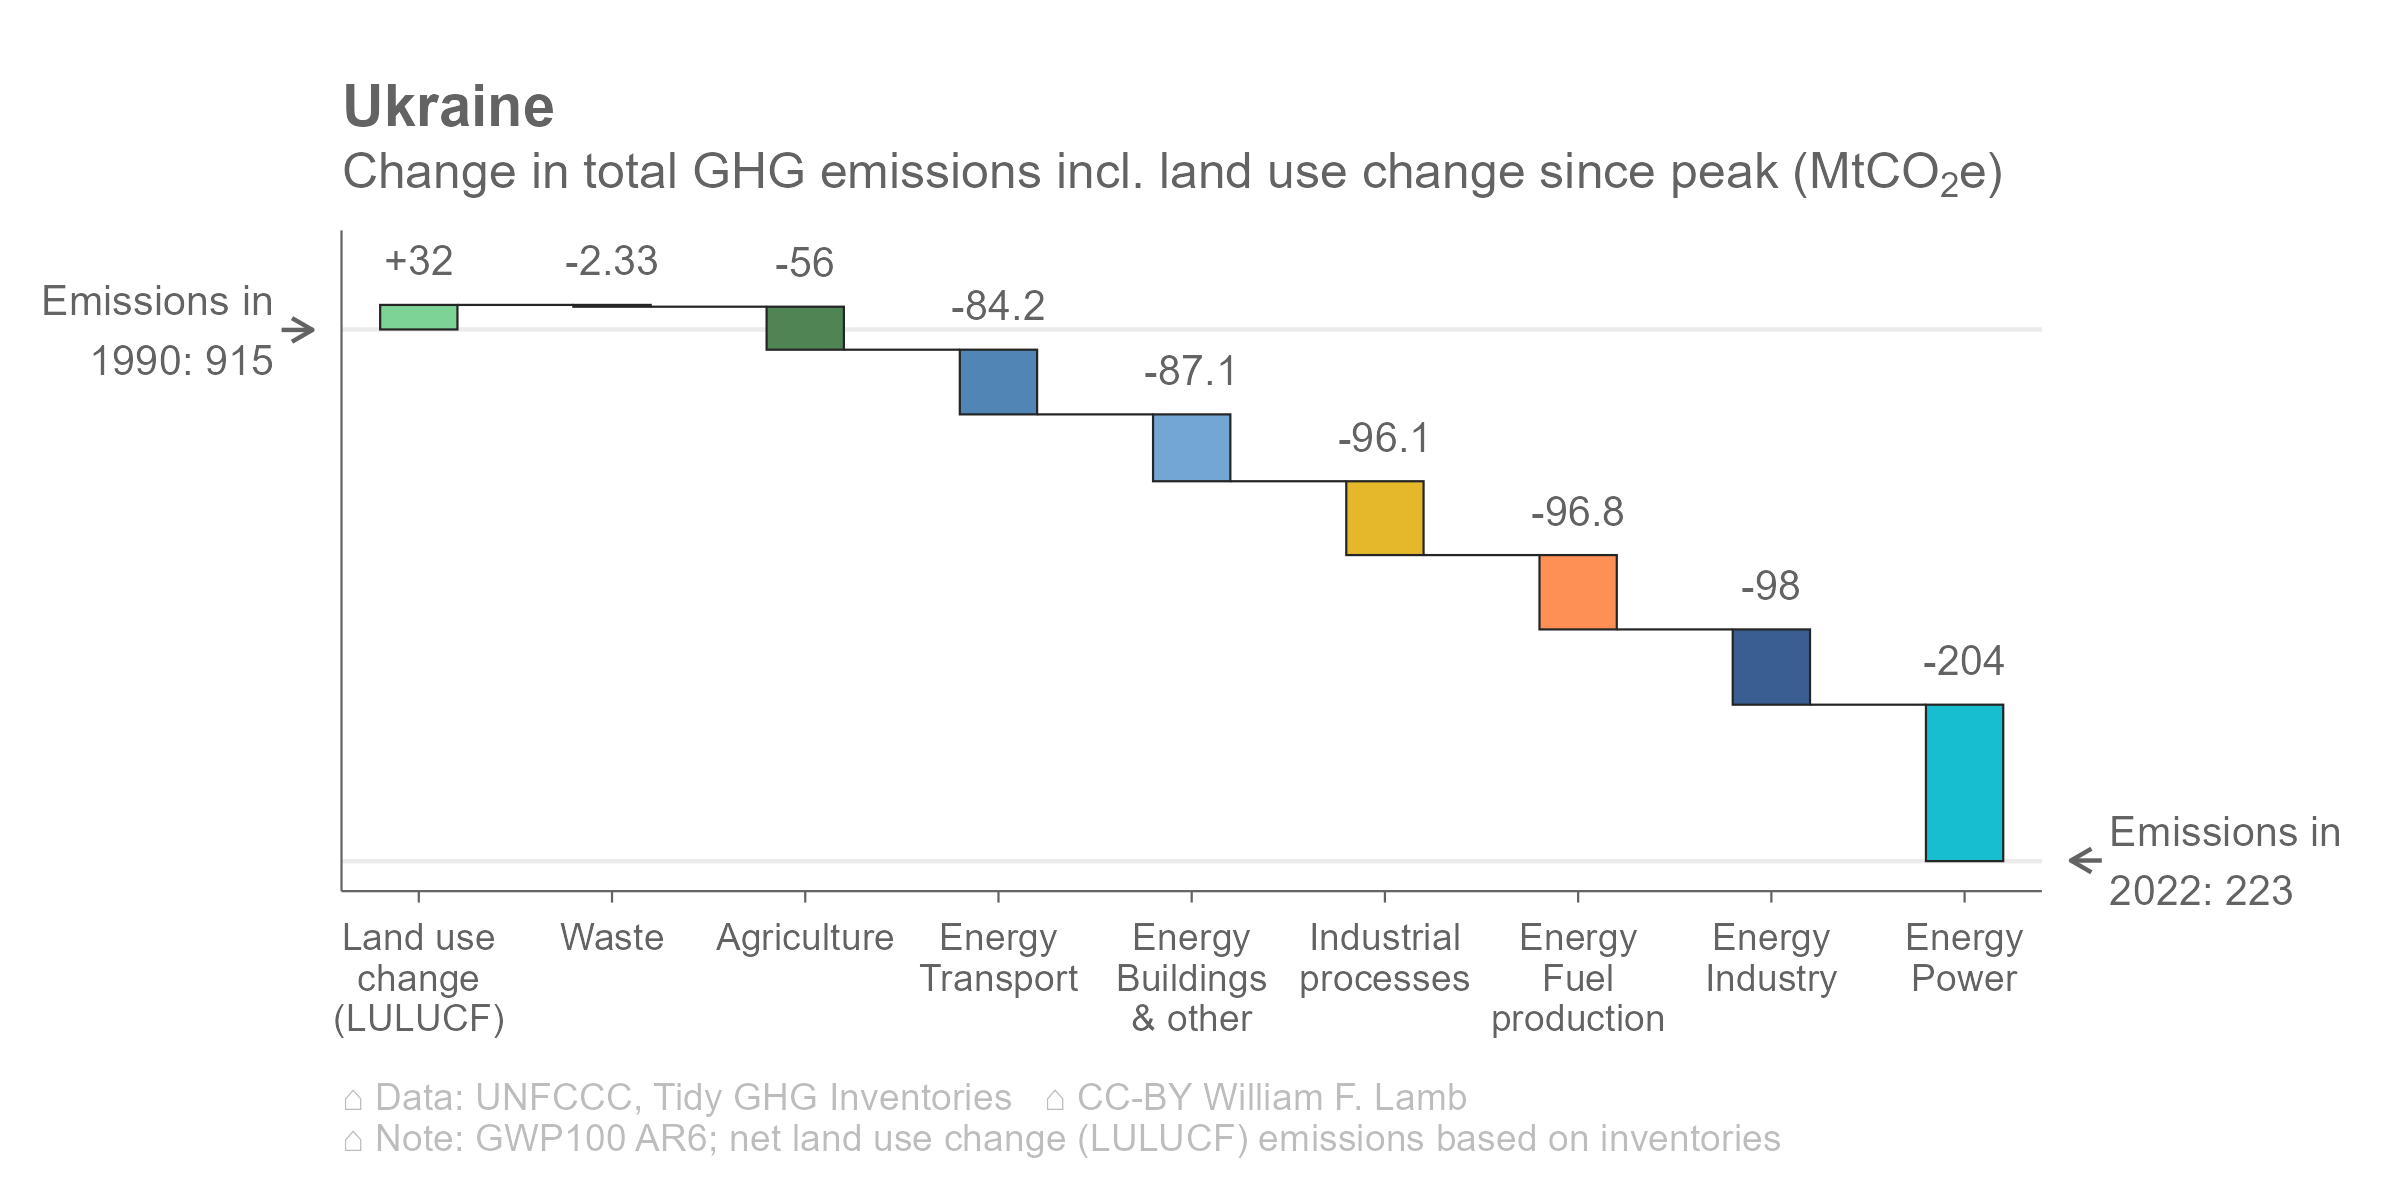 Ukraine
Change in total GHG emissions incl. land use change since peak (MtCO₂e)
+32
-2.33
-56
-84.2
-87.1
-96.1
-96.8
-98
-204
Emissions in
1990: 915
Emissions in
2022: 223
Land use
change
(LULUCF)
Waste
Agriculture
Energy
Transport
Energy
Buildings
& other
Industrial
processes
Energy
Fuel
production
Energy
Industry
Energy
Power
⌂ Data: UNFCCC, Tidy GHG Inventories ⌂ CC-BY William F. Lamb
⌂ Note: GWP100 AR6; net land use change (LULUCF) emissions based on inventories